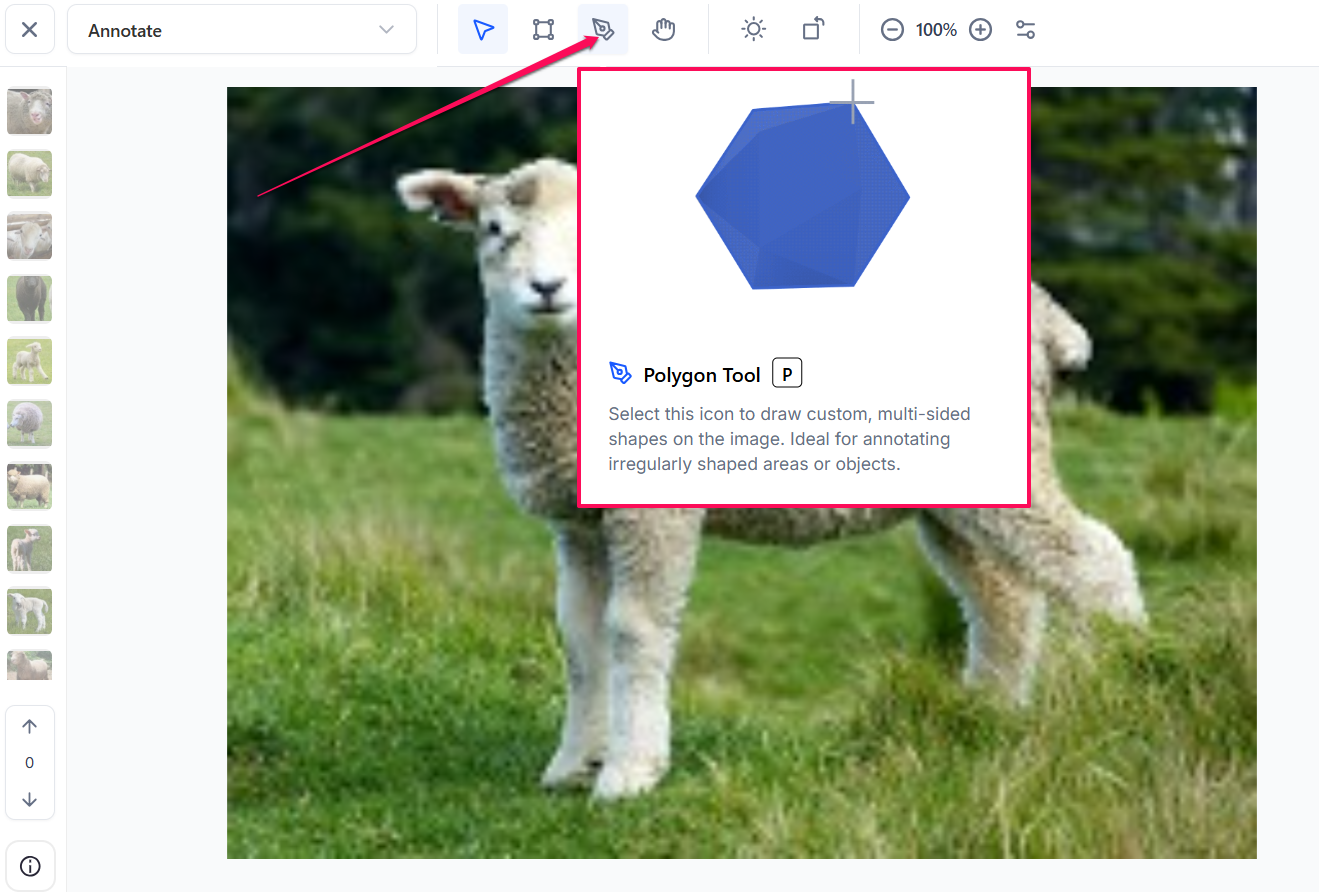 Annotate
100%
Polygon Tool P
Select this icon to draw custom, multi-sided
shapes on the image. Ideal for annotating
irregularly shaped areas or objects.
0